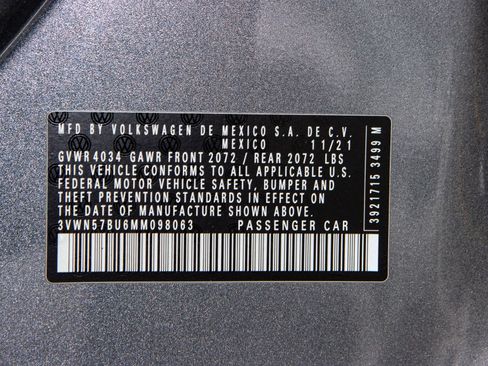 MFD BY VOLKSWAGEN DE MEXICO S.A. DE C.V.
MEXICO 11/21
GVWR4034 GAWR FRONT 2072 / REAR 2072 LBS
THIS VEHICLE CONFORMS TO ALL APPLICABLE U.S.
FEDERAL MOTOR VEHICLE SAFETY, BUMPER AND
THEFT PREVENTION STANDARDS IN EFFECT ON THE
DATE OF MANUFACTURE SHOWN ABOVE.
3VWN57BU6MM098063 PASSENGER CAR
3921715 3499 M